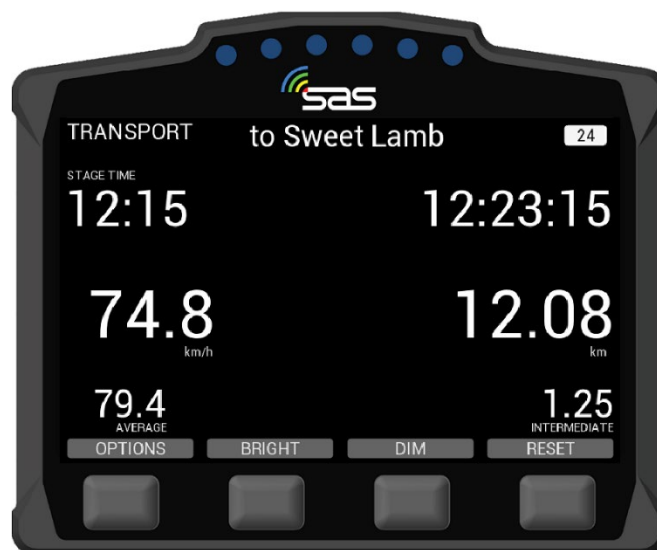 sas
TRANSPORT to Sweet Lamb 24
STAGE TIME
12:15 12:23:15
74.8 12.08
km/h km
79.4 1.25
AVERAGE INTERMEDIATE
OPTIONS BRIGHT DIM RESET